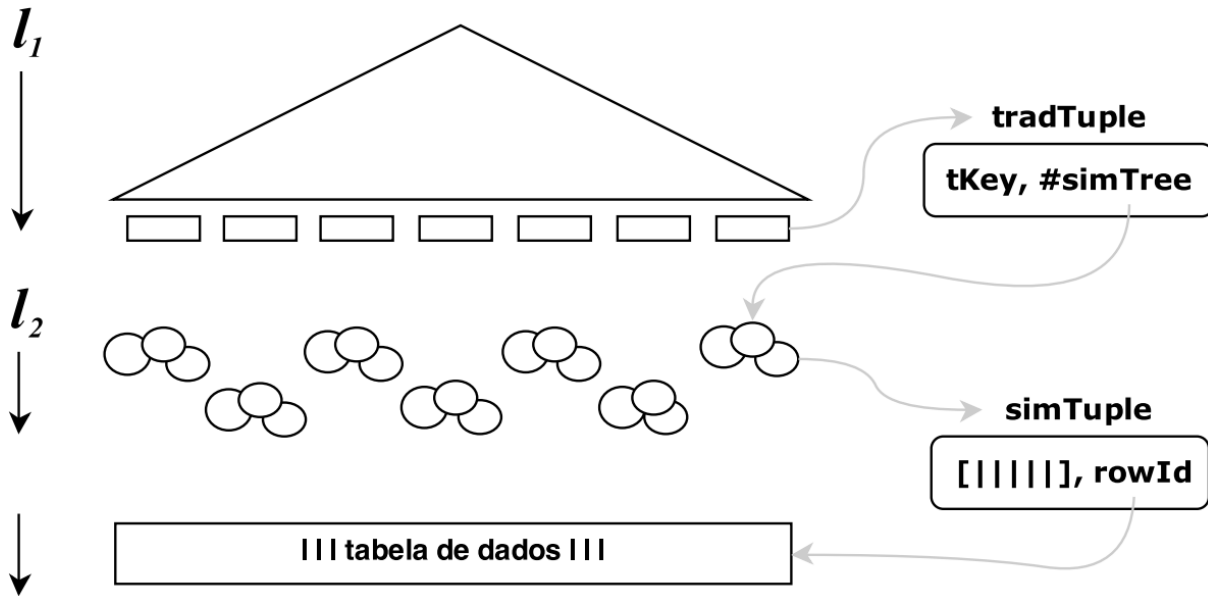 l1
tradTuple
tKey, #simTree
l2
simTuple
[|||||], rowId
||| tabela de dados |||